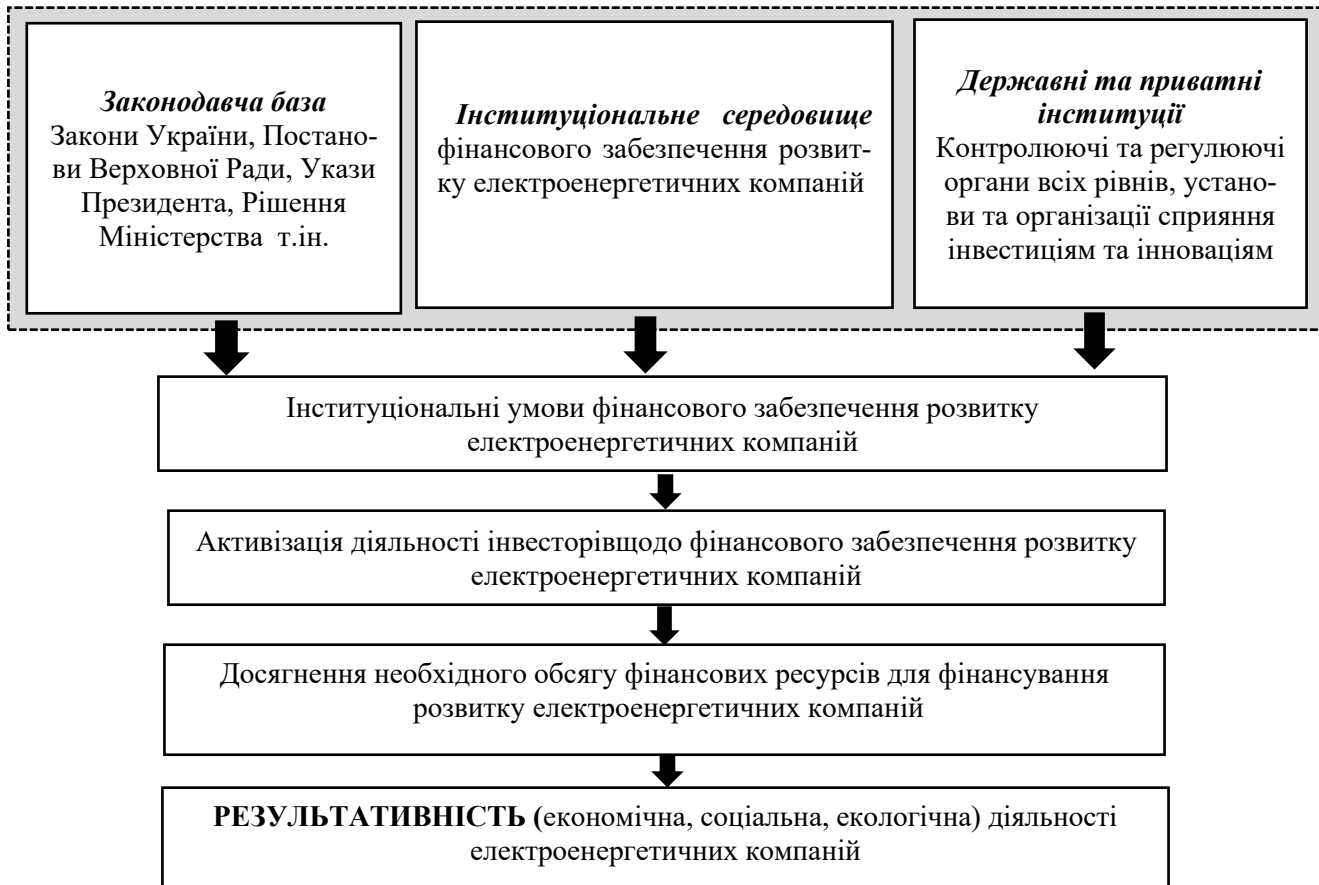 Законодавча база
Закони України, Постано-
ви Верховної Ради, Укази
Президента, Рішення
Міністерства т.ін.
Інституціональне середовище
фінансового забезпечення розвит-
ку електроенергетичних компаній
Державні та приватні
інституції
Контролюючі та регулюючі
органи всіх рівнів, устано-
ви та організації сприяння
інвестиціям та інноваціям
Інституціональні умови фінансового забезпечення розвитку
електроенергетичних компаній
Активізація діяльності інвесторівщодо фінансового забезпечення розвитку
електроенергетичних компаній
Досягнення необхідного обсягу фінансових ресурсів для фінансування
розвитку електроенергетичних компаній
РЕЗУЛЬТАТИВНІСТЬ (економічна, соціальна, екологічна) діяльності
електроенергетичних компаній